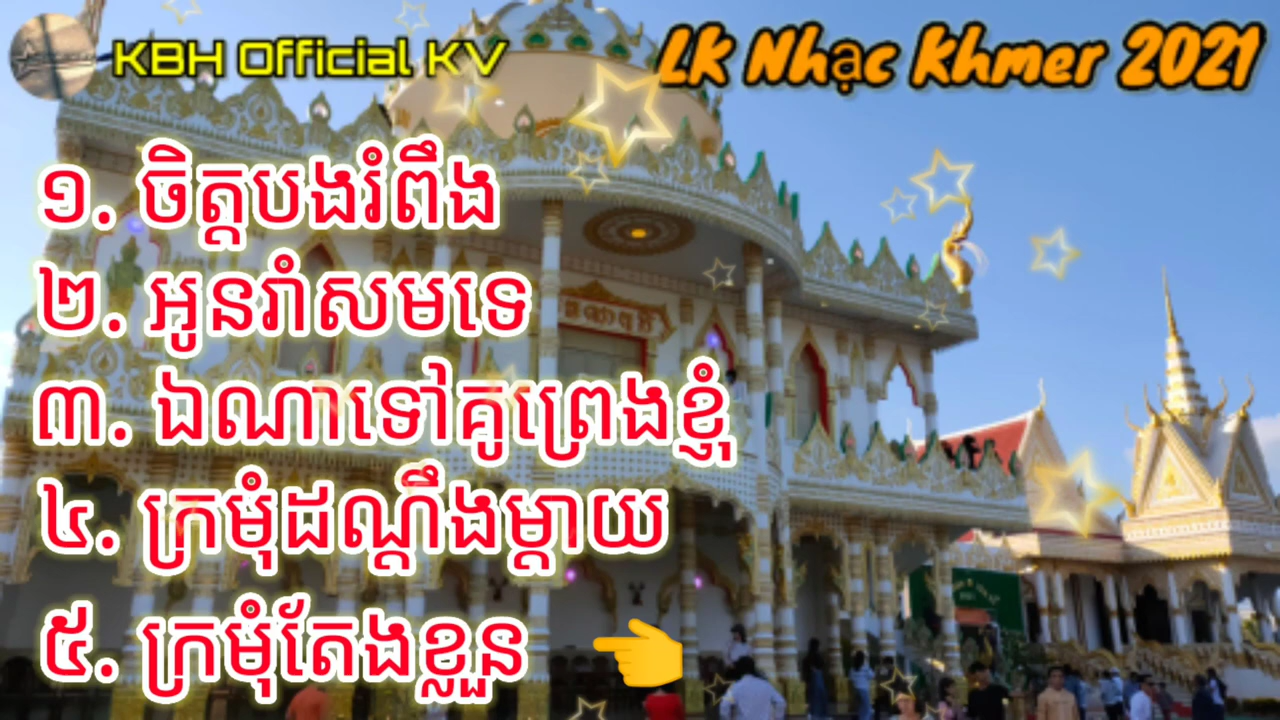 KBH Official KV
LK Nhạc Khmer 2021
១. ចិត្តបងរំពឹង
២. អូនរាំសមទេ
៣. ឯណាទៅគូព្រេងខ្ញុំ
៤. ក្រមុំដណ្ដឹងម្ដាយ
៥. ក្រមុំតែងខ្លួន